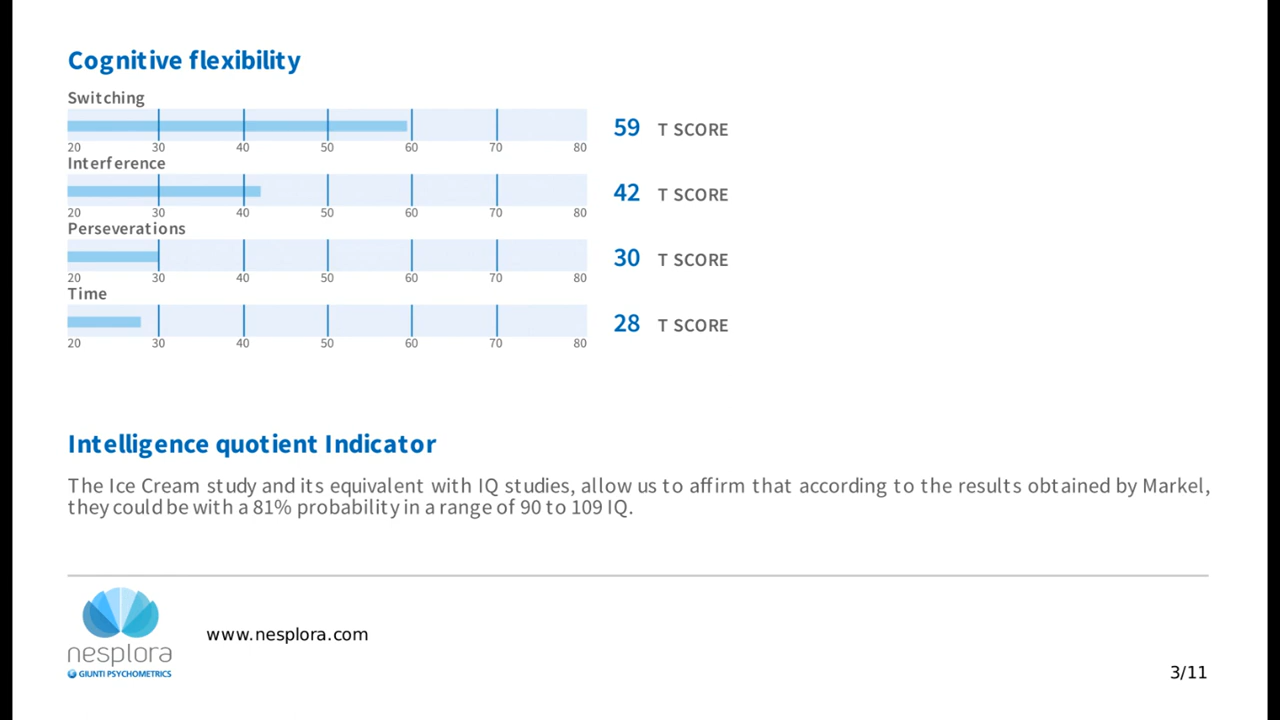 Cognitive flexibility
Switching
59 T SCORE
20 30 40 50 60 70 80
Interference
42 T SCORE
20 30 40 50 60 70 80
Perseverations
30 T SCORE
20 30 40 50 60 70 80
Time
28 T SCORE
20 30 40 50 60 70 80
Intelligence quotient Indicator
The Ice Cream study and its equivalent with IQ studies, allow us to affirm that according to the results obtained by Markel,
they could be with a 81% probability in a range of 90 to 109 IQ.
nesplora
GIUNTI PSYCHOMETRICS
www.nesplora.com
3/11